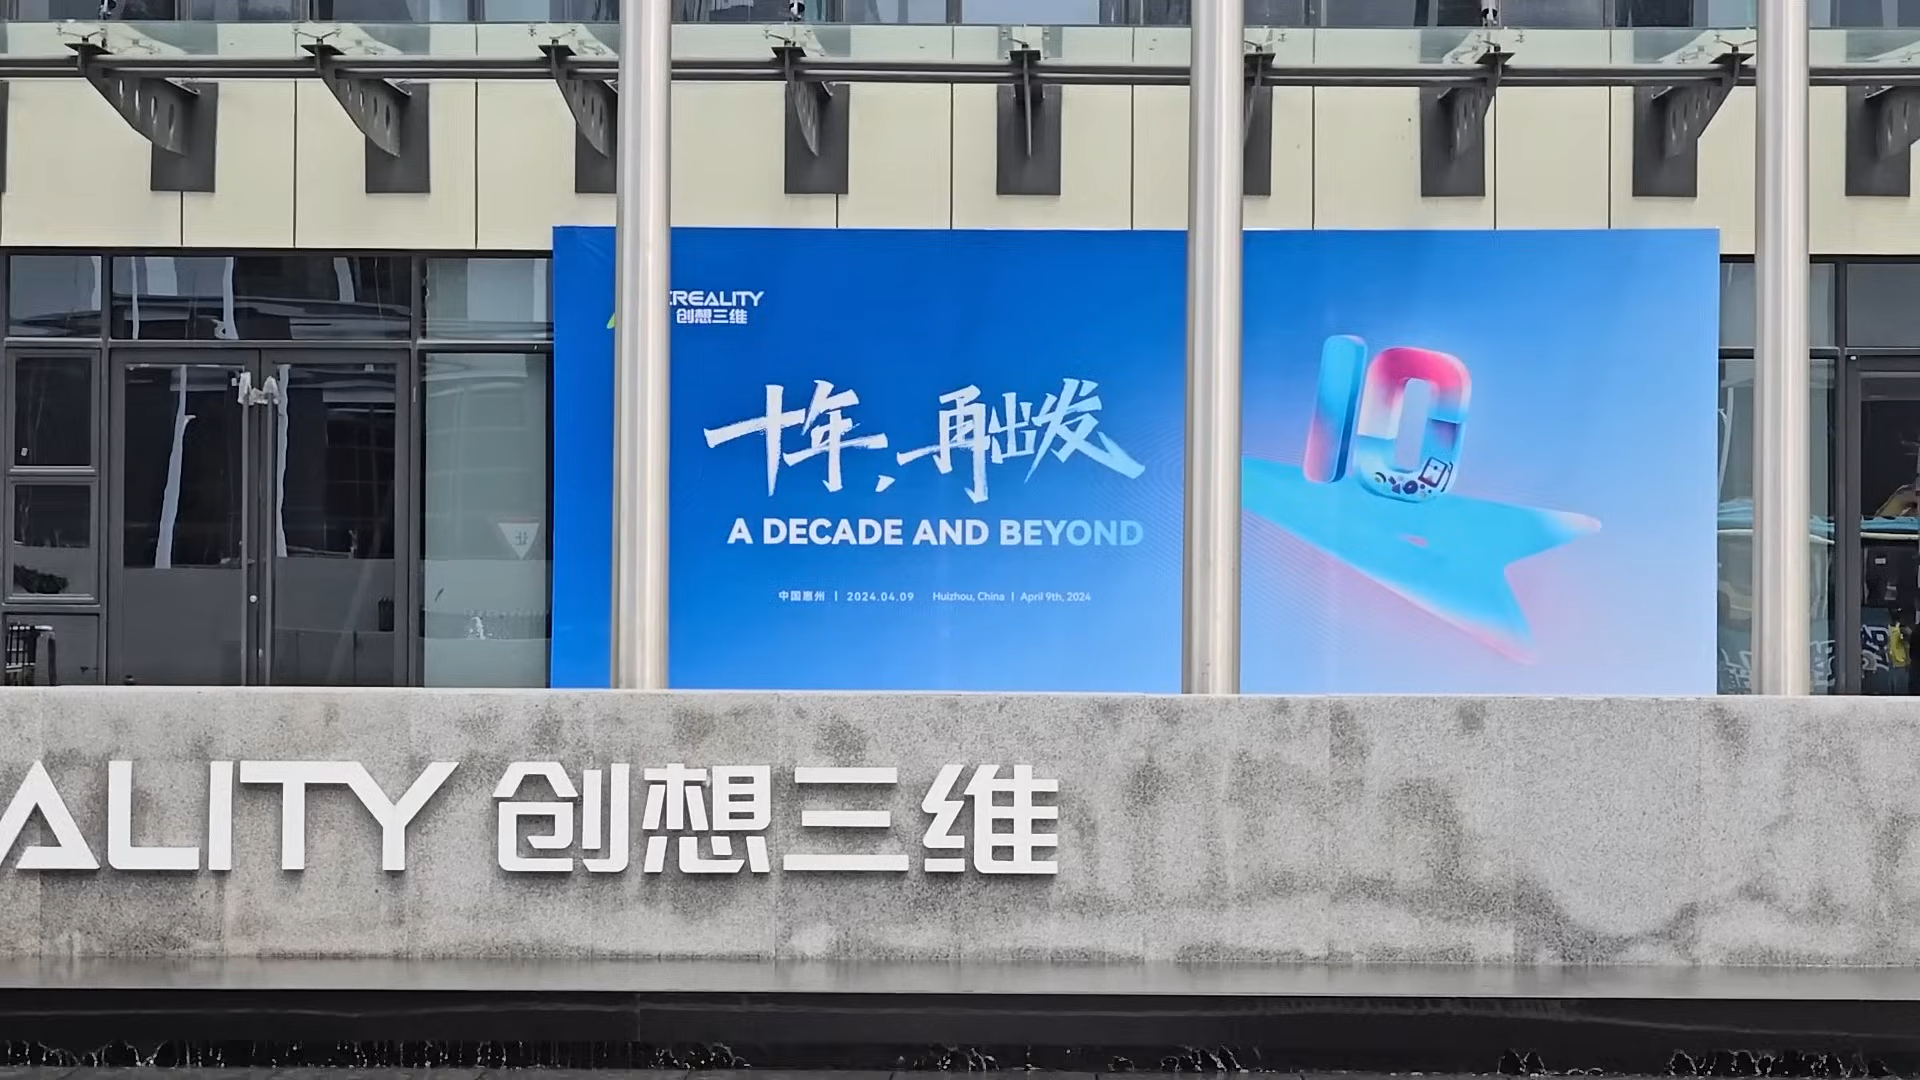 CREALITY
创想三维
十年,再出发
A DECADE AND BEYOND
中国惠州 | 2024.04.09 Huizhou, China | April 9th, 2024
ALITY 创想三维